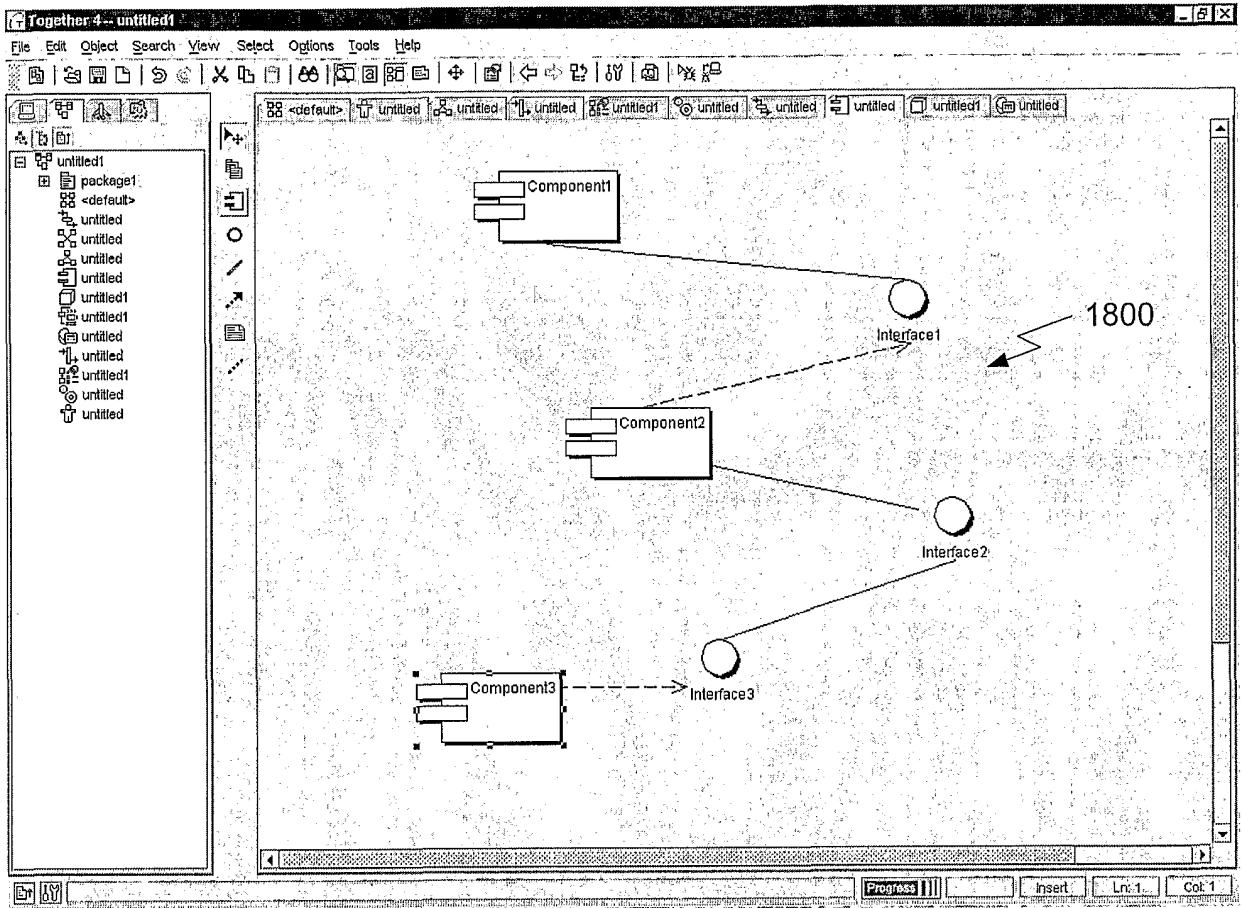 Together 4 -- untitled1
File Edit Object Search View Select Options Tools Help
<default> untitled untitled untitled untitled1 untitled untitled untitled untitled1 untitled
untitled1
package1
<default>
untitled
untitled
untitled
untitled
untitled1
untitled1
untitled
untitled
untitled1
untitled
untitled
Component1
Interface1
1800
Component2
Interface2
Component3
Interface3
Progress Insert Ln: 1 Col: 1